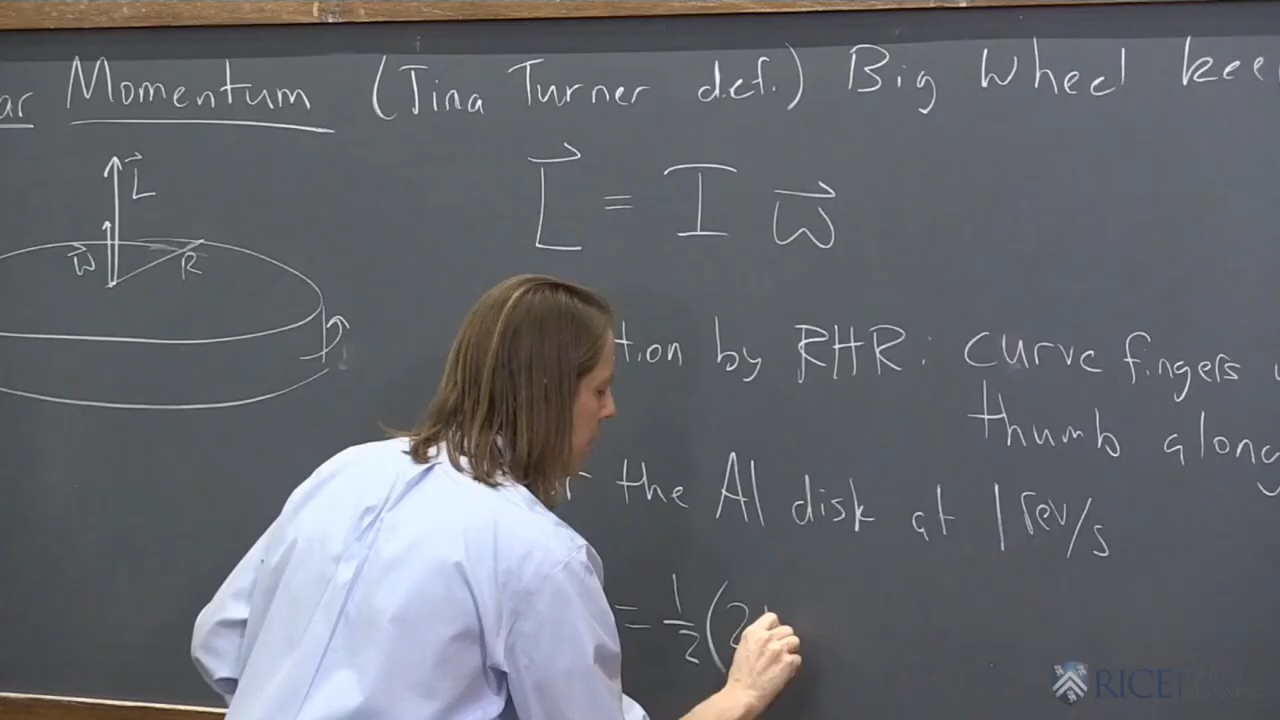 ar Momentum (Tina Turner def.) Big Wheel kee
L
ω
R
L = I ω
tion by RHR: curve fingers
thumb along
r the Al disk at 1 rev/s
= 1/2 (2
RICE